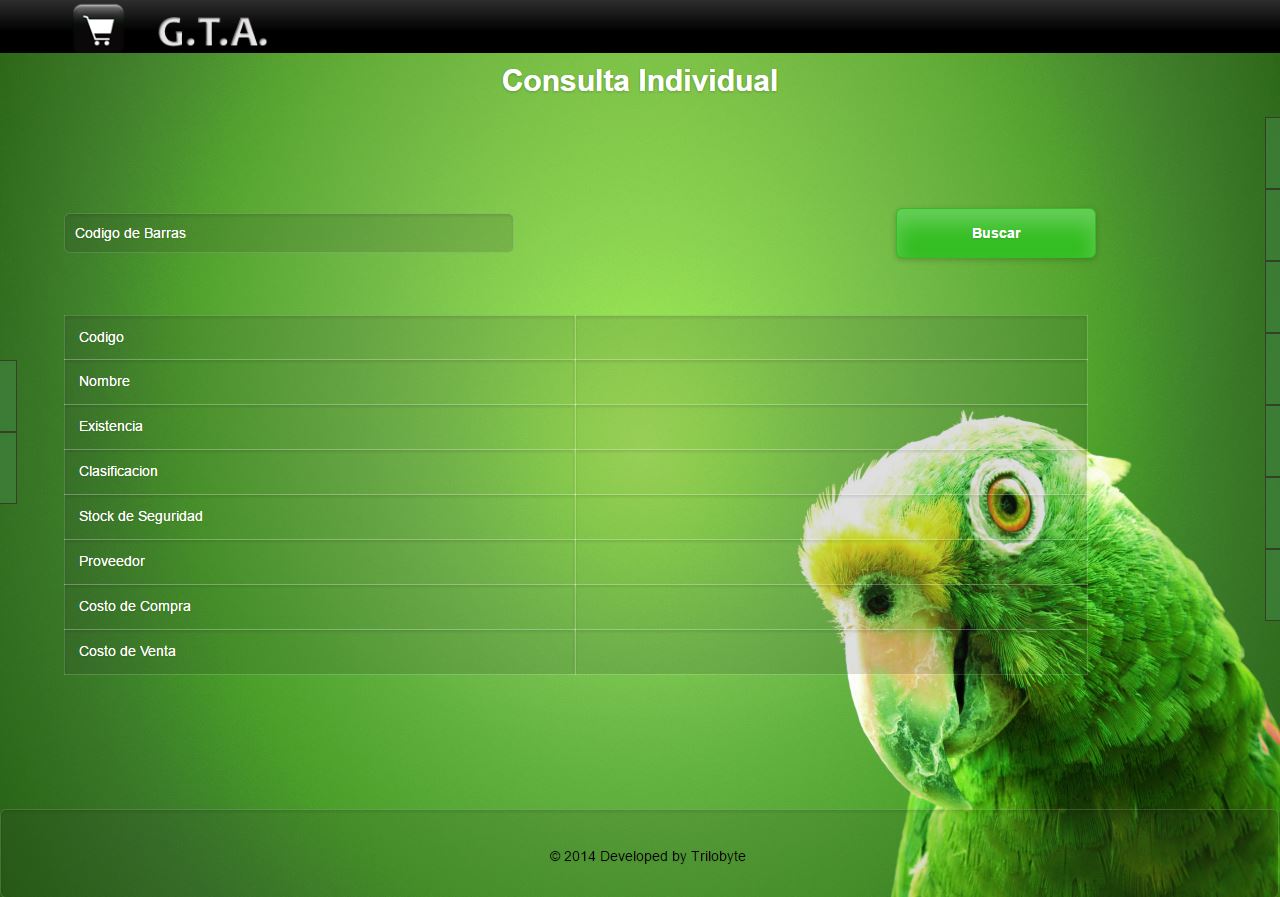 G.T.A.
Consulta Individual
Codigo de Barras
Buscar
Codigo
Nombre
Existencia
Clasificacion
Stock de Seguridad
Proveedor
Costo de Compra
Costo de Venta
© 2014 Developed by Trilobyte